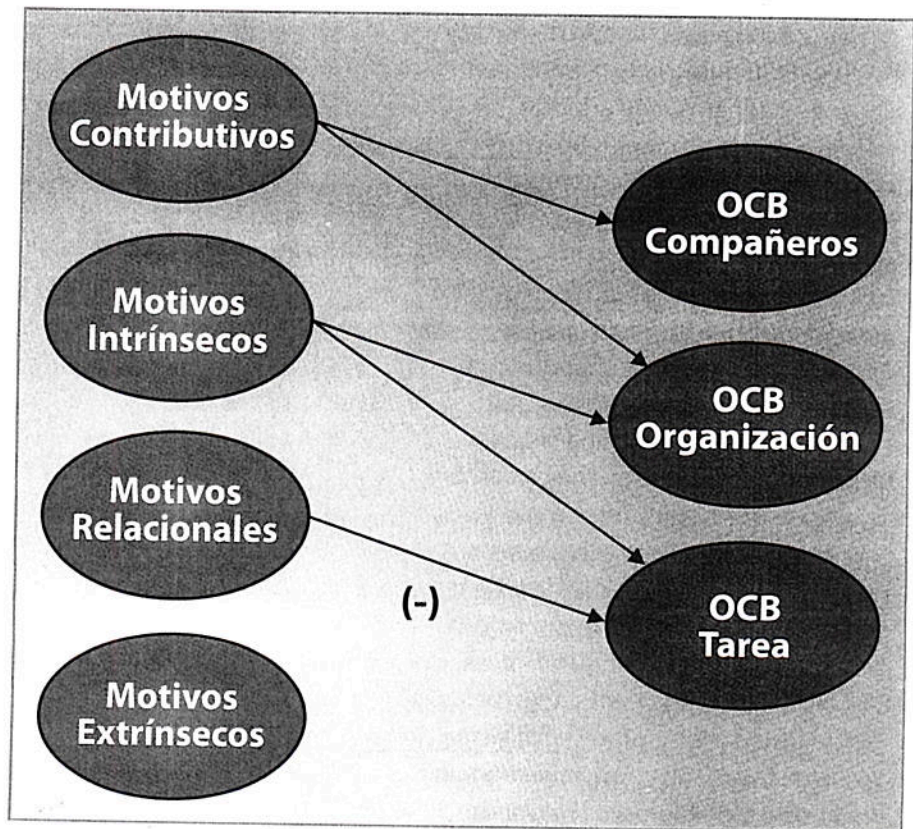 Motivos
Contributivos
OCB
Compañeros
Motivos
Intrínsecos
OCB
Organización
Motivos
Relacionales
(-)
OCB
Tarea
Motivos
Extrínsecos